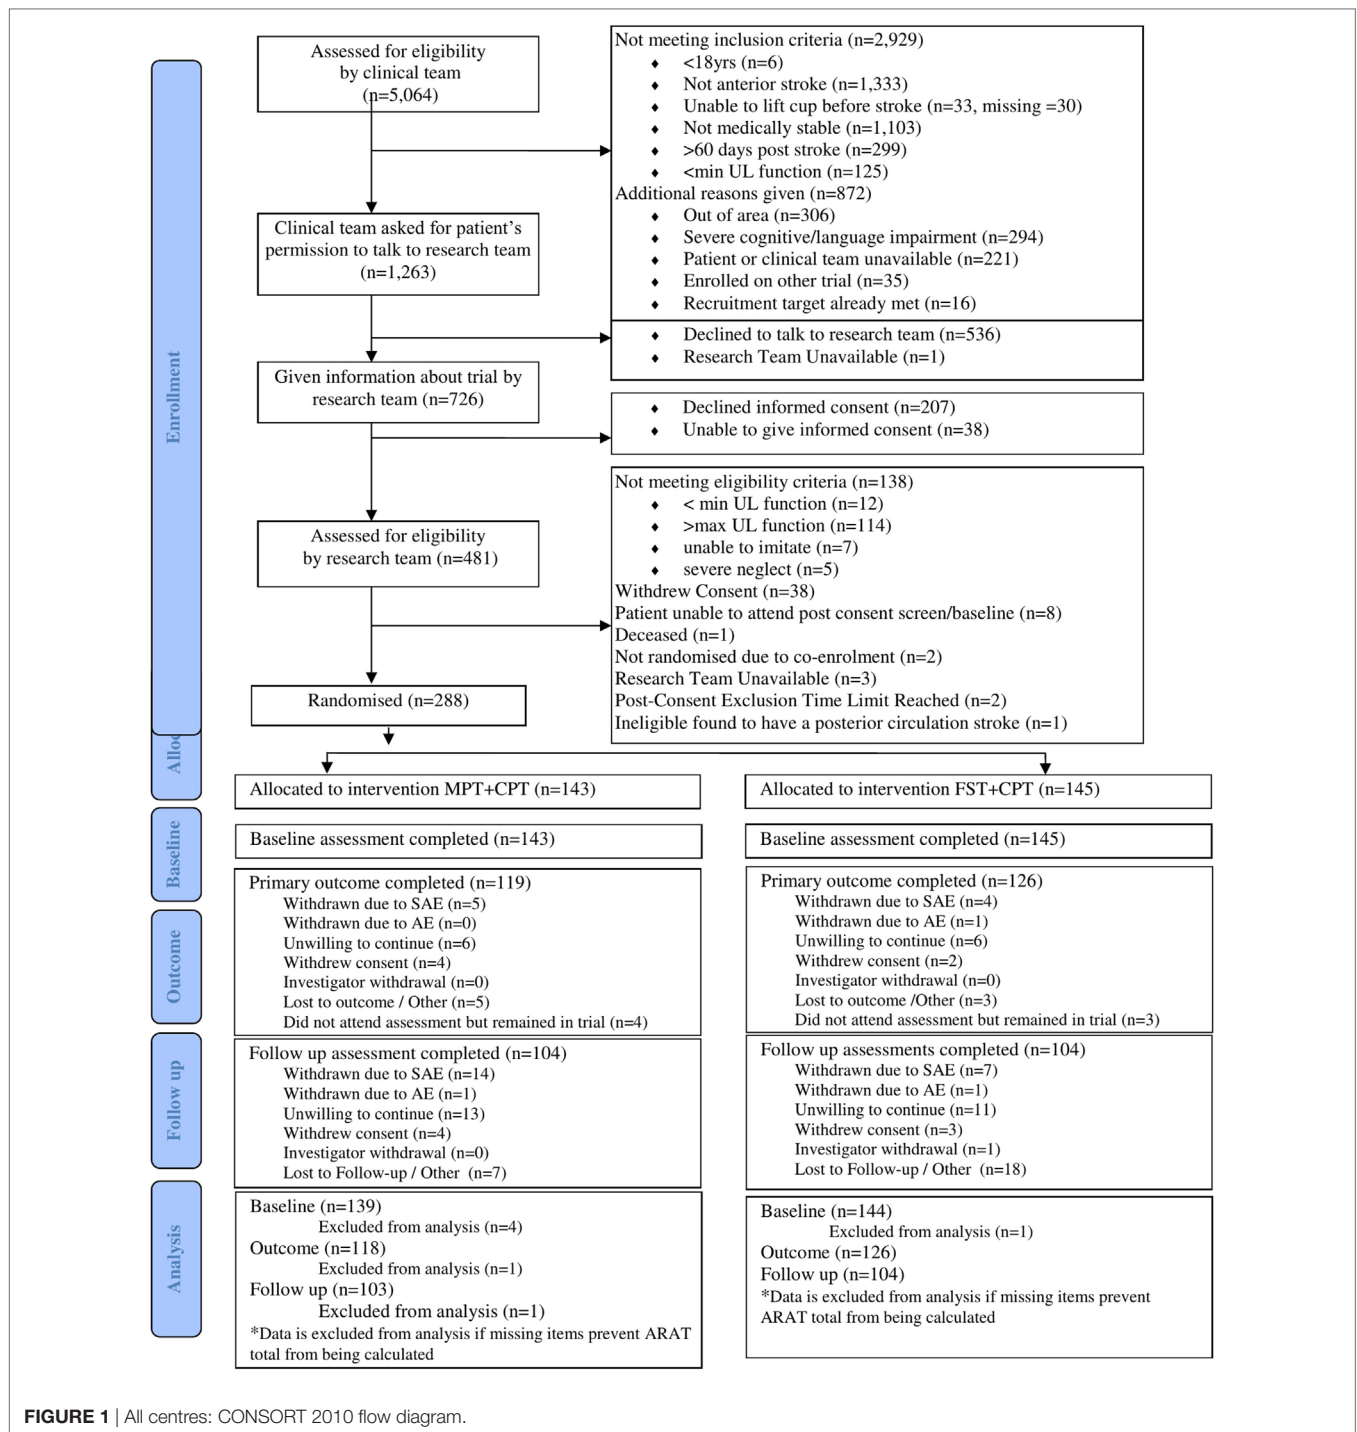 Assessed for eligibility
by clinical team
(n=5,064)
Not meeting inclusion criteria (n=2,929)
♦ <18yrs (n=6)
♦ Not anterior stroke (n=1,333)
♦ Unable to lift cup before stroke (n=33, missing =30)
♦ Not medically stable (n=1,103)
♦ >60 days post stroke (n=299)
♦ <min UL function (n=125)
Additional reasons given (n=872)
♦ Out of area (n=306)
♦ Severe cognitive/language impairment (n=294)
♦ Patient or clinical team unavailable (n=221)
♦ Enrolled on other trial (n=35)
♦ Recruitment target already met (n=16)
Clinical team asked for patient's
permission to talk to research team
(n=1,263)
♦ Declined to talk to research team (n=536)
♦ Research Team Unavailable (n=1)
Enrollment
Given information about trial by
research team (n=726)
♦ Declined informed consent (n=207)
♦ Unable to give informed consent (n=38)
Assessed for eligibility
by research team (n=481)
Not meeting eligibility criteria (n=138)
♦ < min UL function (n=12)
♦ >max UL function (n=114)
♦ unable to imitate (n=7)
♦ severe neglect (n=5)
Withdrew Consent (n=38)
Patient unable to attend post consent screen/baseline (n=8)
Deceased (n=1)
Not randomised due to co-enrolment (n=2)
Research Team Unavailable (n=3)
Post-Consent Exclusion Time Limit Reached (n=2)
Ineligible found to have a posterior circulation stroke (n=1)
Randomised (n=288)
Alloc
Allocated to intervention MPT+CPT (n=143)
Allocated to intervention FST+CPT (n=145)
Baseline
Baseline assessment completed (n=143)
Baseline assessment completed (n=145)
Outcome
Primary outcome completed (n=119)
Withdrawn due to SAE (n=5)
Withdrawn due to AE (n=0)
Unwilling to continue (n=6)
Withdrew consent (n=4)
Investigator withdrawal (n=0)
Lost to outcome / Other (n=5)
Did not attend assessment but remained in trial (n=4)
Primary outcome completed (n=126)
Withdrawn due to SAE (n=4)
Withdrawn due to AE (n=1)
Unwilling to continue (n=6)
Withdrew consent (n=2)
Investigator withdrawal (n=0)
Lost to outcome /Other (n=3)
Did not attend assessment but remained in trial (n=3)
Follow up
Follow up assessment completed (n=104)
Withdrawn due to SAE (n=14)
Withdrawn due to AE (n=1)
Unwilling to continue (n=13)
Withdrew consent (n=4)
Investigator withdrawal (n=0)
Lost to Follow-up / Other (n=7)
Follow up assessments completed (n=104)
Withdrawn due to SAE (n=7)
Withdrawn due to AE (n=1)
Unwilling to continue (n=11)
Withdrew consent (n=3)
Investigator withdrawal (n=1)
Lost to Follow-up / Other (n=18)
Analysis
Baseline (n=139)
Excluded from analysis (n=4)
Outcome (n=118)
Excluded from analysis (n=1)
Follow up (n=103)
Excluded from analysis (n=1)
*Data is excluded from analysis if missing items prevent ARAT
total from being calculated
Baseline (n=144)
Excluded from analysis (n=1)
Outcome (n=126)
Follow up (n=104)
*Data is excluded from analysis if missing items prevent
ARAT total from being calculated
FIGURE 1 | All centres: CONSORT 2010 flow diagram.